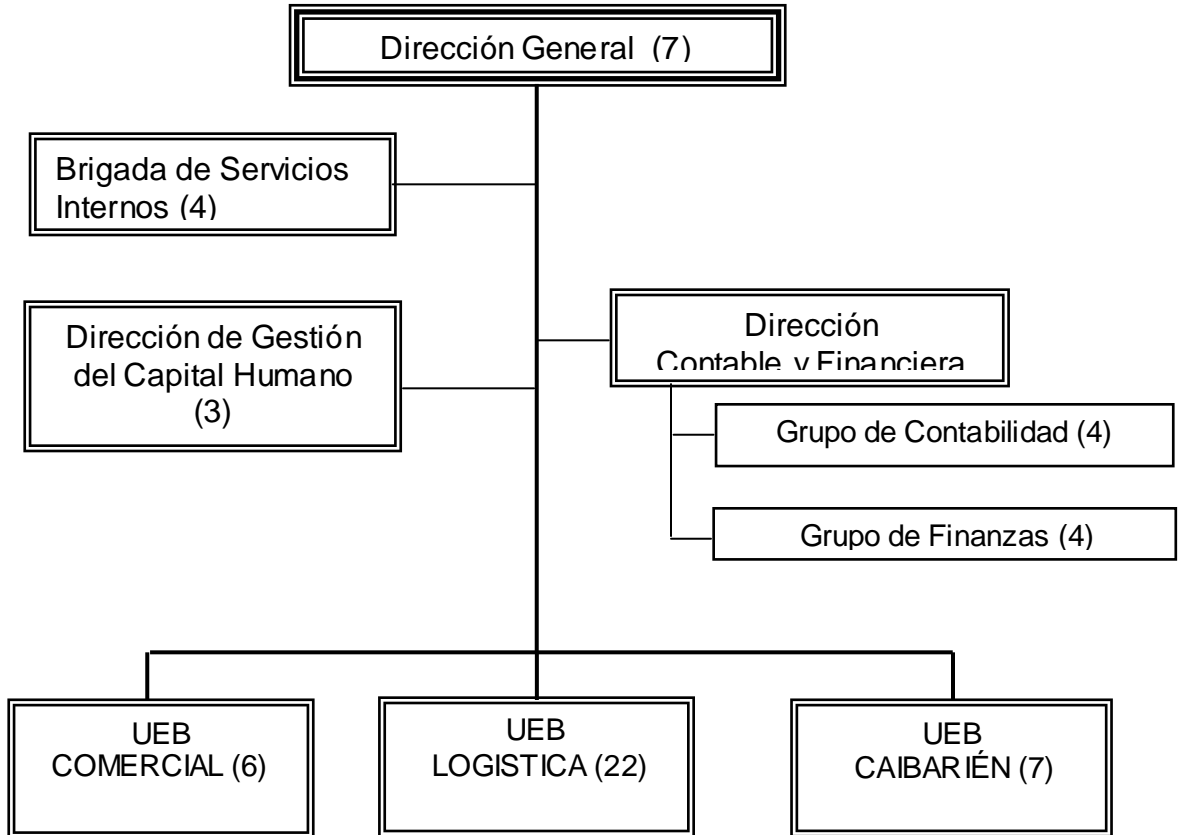 Dirección General (7)
Brigada de Servicios
Internos (4)
Dirección de Gestión
del Capital Humano
(3)
Dirección
Contable y Financiera
Grupo de Contabilidad (4)
Grupo de Finanzas (4)
UEB
COMERCIAL (6)
UEB
LOGISTICA (22)
UEB
CAIBARIÉN (7)